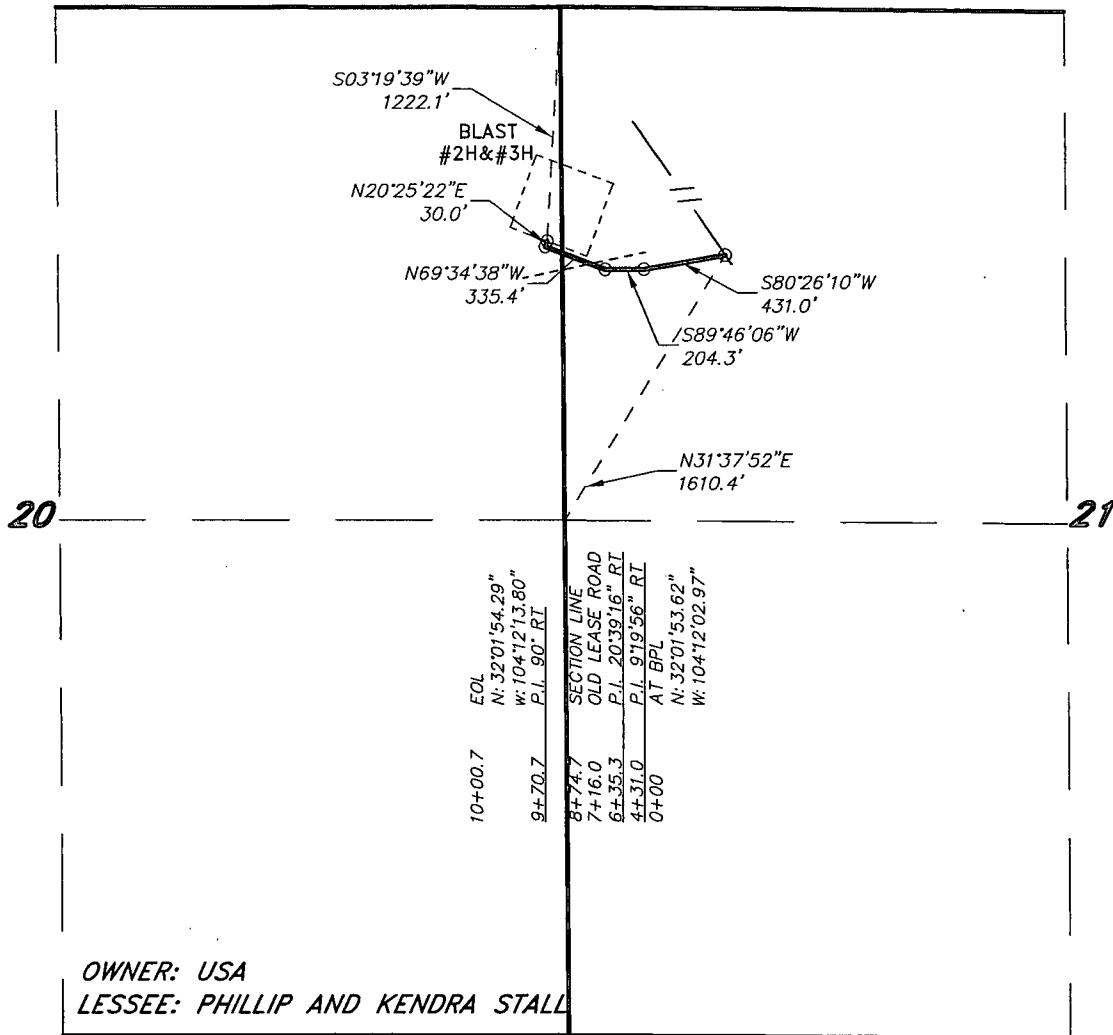 S03°19'39"W
1222.1'
BLAST
#2H&#3H
N20°25'22"E
30.0'
N69°34'38"W
335.4'
S80°26'10"W
431.0'
S89°46'06"W
204.3'
N31°37'52"E
1610.4'
20
21
10+00.7 EOL
N: 32°01'54.29"
W: 104°12'13.80"
9+70.7 P.I. 90° RT
8+74.7 SECTION LINE
7+16.0 OLD LEASE ROAD
6+35.3 P.I. 20°39'16" RT
4+31.0 P.I. 9°19'56" RT
0+00 AT BPL
N: 32°01'53.62"
W: 104°12'02.97"
OWNER: USA
LESSEE: PHILLIP AND KENDRA STALL